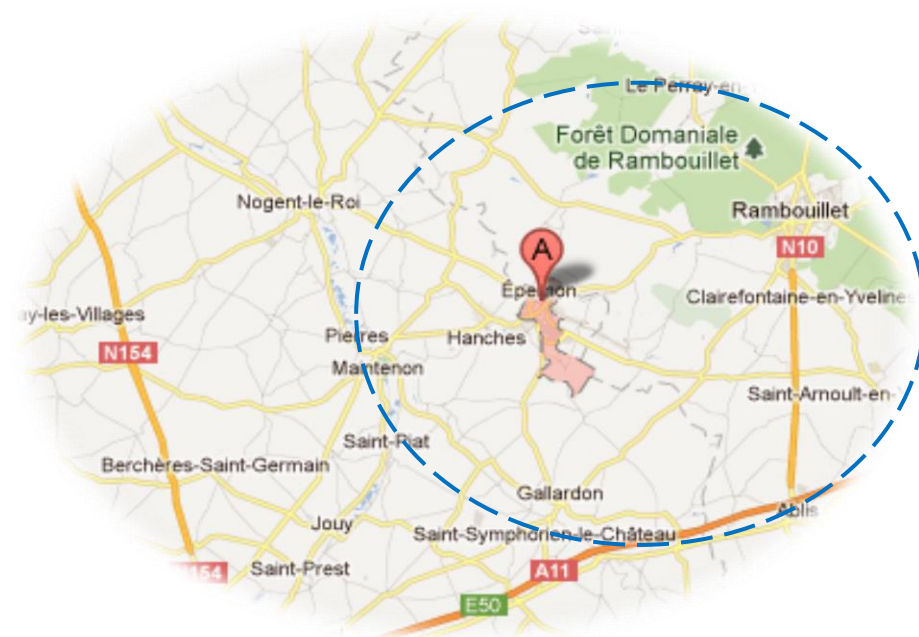 Le Perray-en-
Forêt Domaniale
de Rambouillet
Nogent-le-Roi
Rambouillet
N10
A
Épernon
Clairefontaine-en-Yvelines
ay-les-Villages
Pierres
Hanches
N154
Maintenon
Saint-Arnoult-en-
Saint-Piat
Berchères-Saint-Germain
Gallardon
Ablis
Jouy
Saint-Symphorien-le-Château
Saint-Prest
154
A11
E50